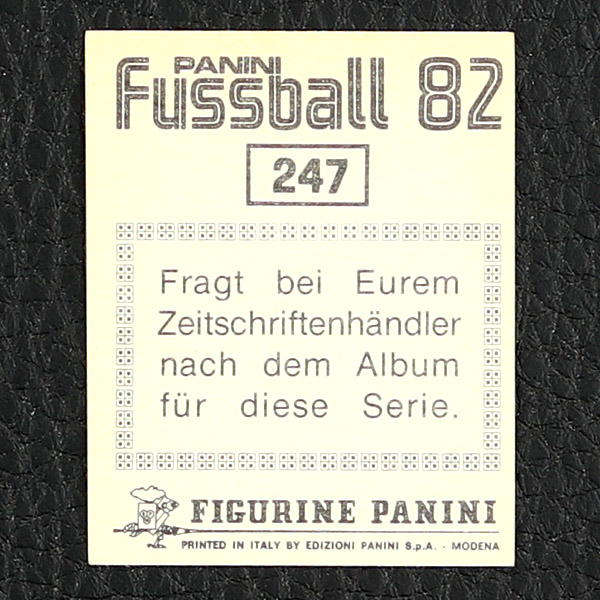 PANINI
Fussball 82
247
Fragt bei Eurem
Zeitschriftenhändler
nach dem Album
für diese Serie.
FIGURINE PANINI
PRINTED IN ITALY BY EDIZIONI PANINI S.p.A. - MODENA